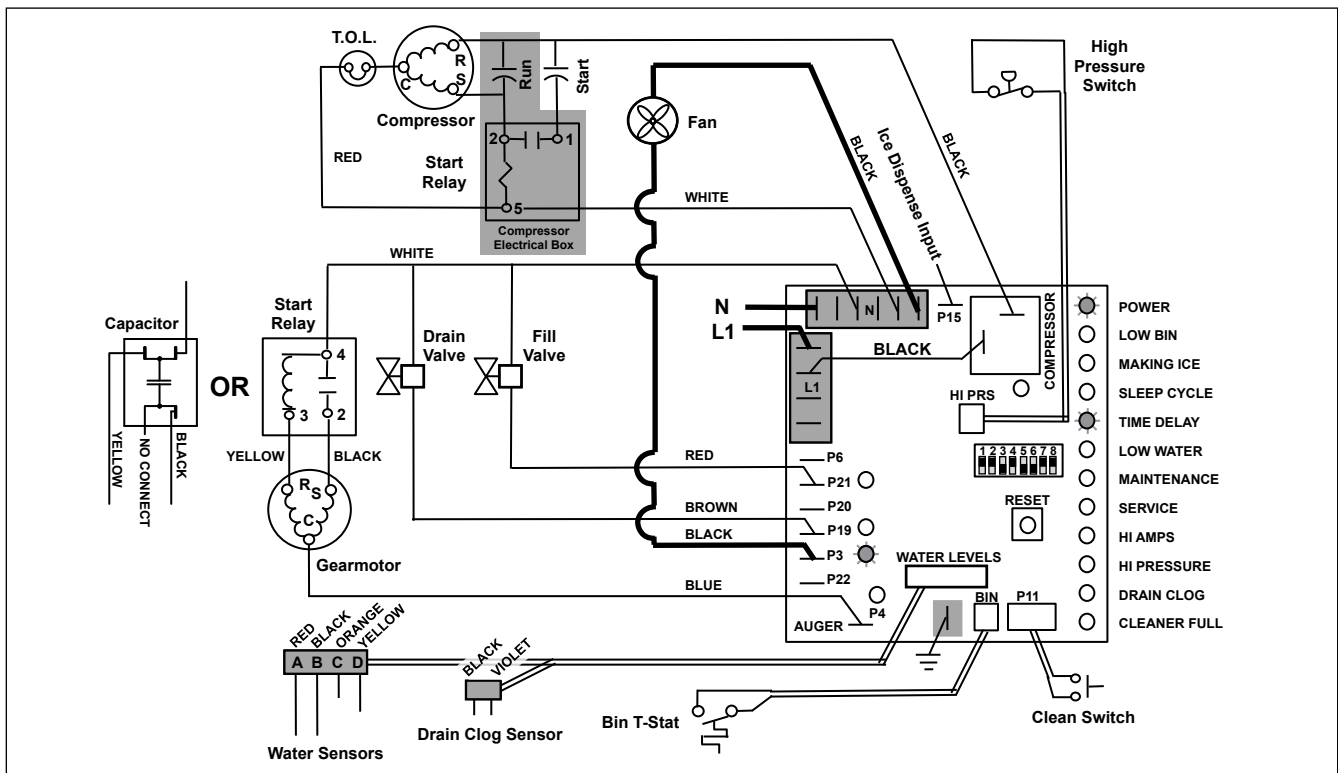 T.O.L.
R
S
C
Compressor
Run
Start
High
Pressure
Switch
Fan
RED
Start
Relay
2
1
5
Compressor
Electrical Box
WHITE
BLACK
Ice Dispense Input
BLACK
WHITE
Capacitor
YELLOW
NO CONNECT
BLACK
OR
Start
Relay
4
3
2
YELLOW
BLACK
R
S
C
Gearmotor
Drain
Valve
Fill
Valve
N
L1
N
P15
L1
BLACK
COMPRESSOR
HI PRS
1 2 3 4 5 6 7 8
RESET
POWER
LOW BIN
MAKING ICE
SLEEP CYCLE
TIME DELAY
LOW WATER
MAINTENANCE
SERVICE
HI AMPS
HI PRESSURE
DRAIN CLOG
CLEANER FULL
RED
BROWN
BLACK
BLUE
P6
P21
P20
P19
P3
P22
P4
AUGER
WATER LEVELS
BIN
P11
RED
BLACK
ORANGE
YELLOW
A B C D
Water Sensors
BLACK
VIOLET
Drain Clog Sensor
Bin T-Stat
Clean Switch